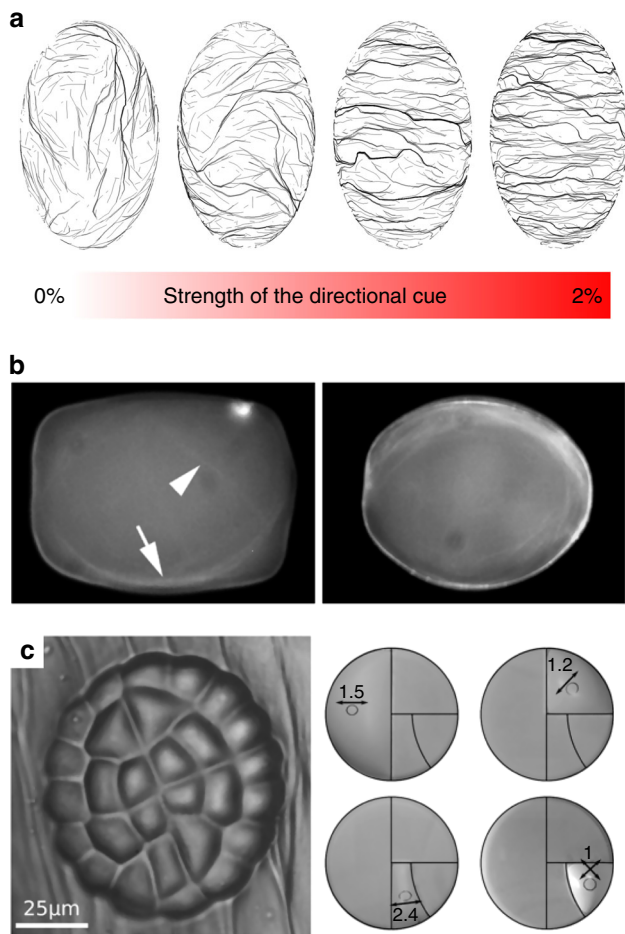 a
0% Strength of the directional cue 2%
b
c
25μm
1.5
1.2
2.4
1